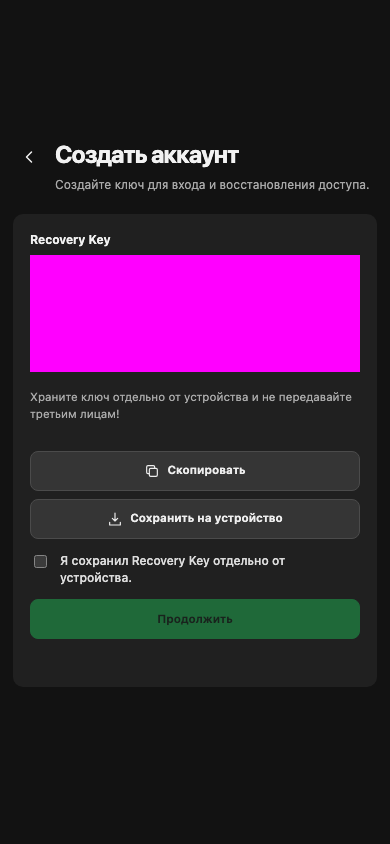 Создать аккаунт
Создайте ключ для входа и восстановления доступа.
Recovery Key
Храните ключ отдельно от устройства и не передавайте
третьим лицам!
Скопировать
Сохранить на устройство
Я сохранил Recovery Key отдельно от
устройства.
Продолжить